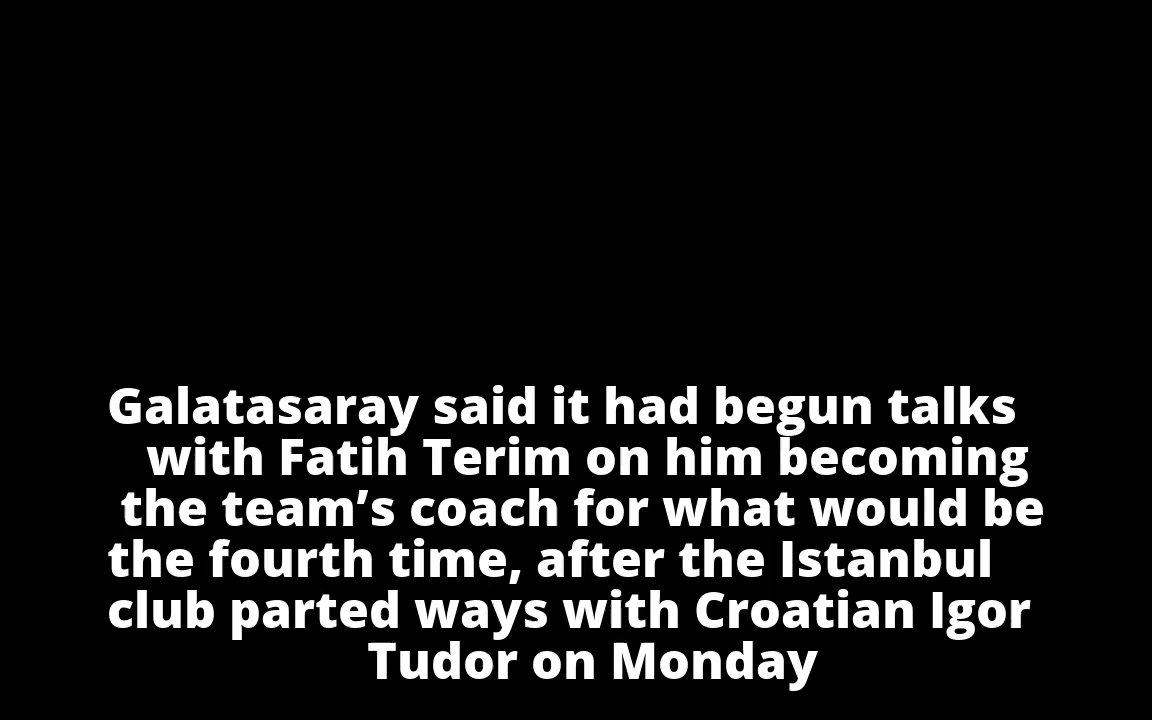 Galatasaray said it had begun talks
with Fatih Terim on him becoming
the team’s coach for what would be
the fourth time, after the Istanbul
club parted ways with Croatian Igor
Tudor on Monday